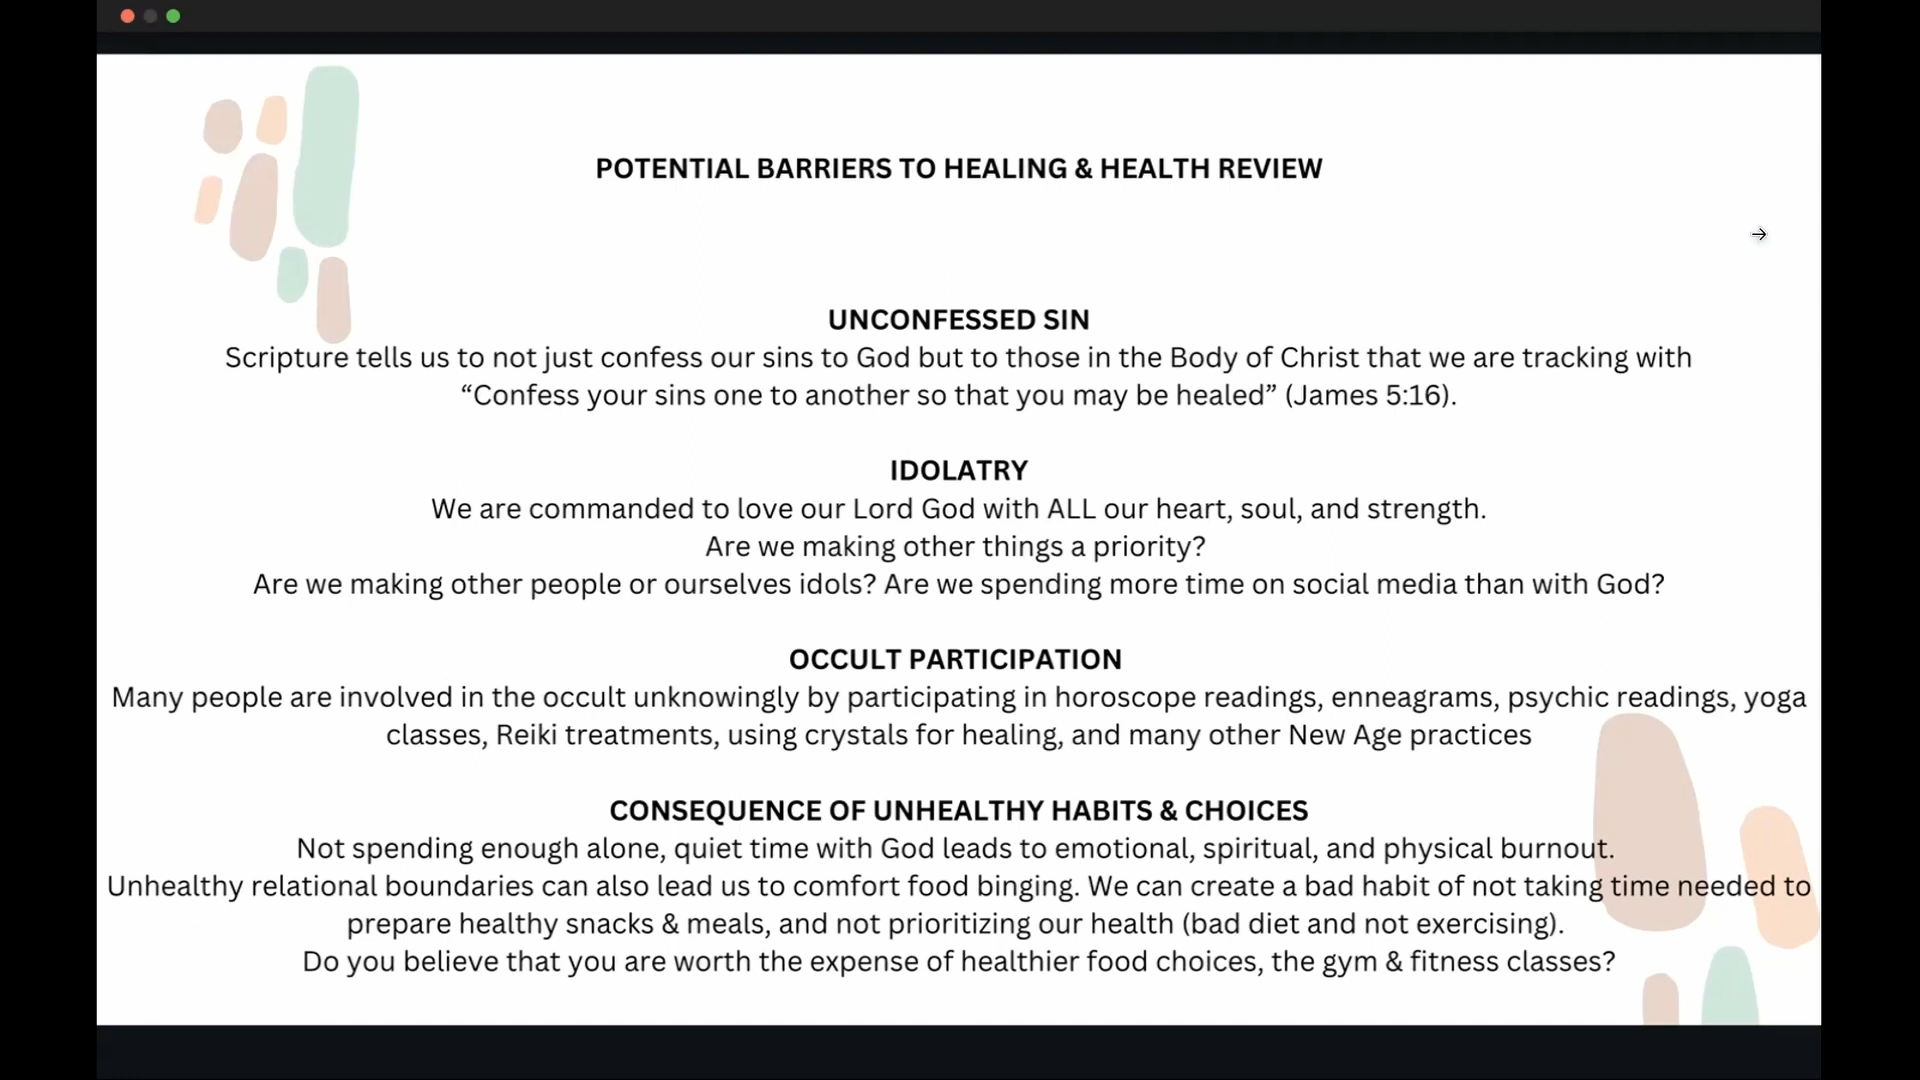 POTENTIAL BARRIERS TO HEALING & HEALTH REVIEW
UNCONFESSED SIN
Scripture tells us to not just confess our sins to God but to those in the Body of Christ that we are tracking with
“Confess your sins one to another so that you may be healed” (James 5:16).
IDOLATRY
We are commanded to love our Lord God with ALL our heart, soul, and strength.
Are we making other things a priority?
Are we making other people or ourselves idols? Are we spending more time on social media than with God?
OCCULT PARTICIPATION
Many people are involved in the occult unknowingly by participating in horoscope readings, enneagrams, psychic readings, yoga
classes, Reiki treatments, using crystals for healing, and many other New Age practices
CONSEQUENCE OF UNHEALTHY HABITS & CHOICES
Not spending enough alone, quiet time with God leads to emotional, spiritual, and physical burnout.
Unhealthy relational boundaries can also lead us to comfort food binging. We can create a bad habit of not taking time needed to
prepare healthy snacks & meals, and not prioritizing our health (bad diet and not exercising).
Do you believe that you are worth the expense of healthier food choices, the gym & fitness classes?